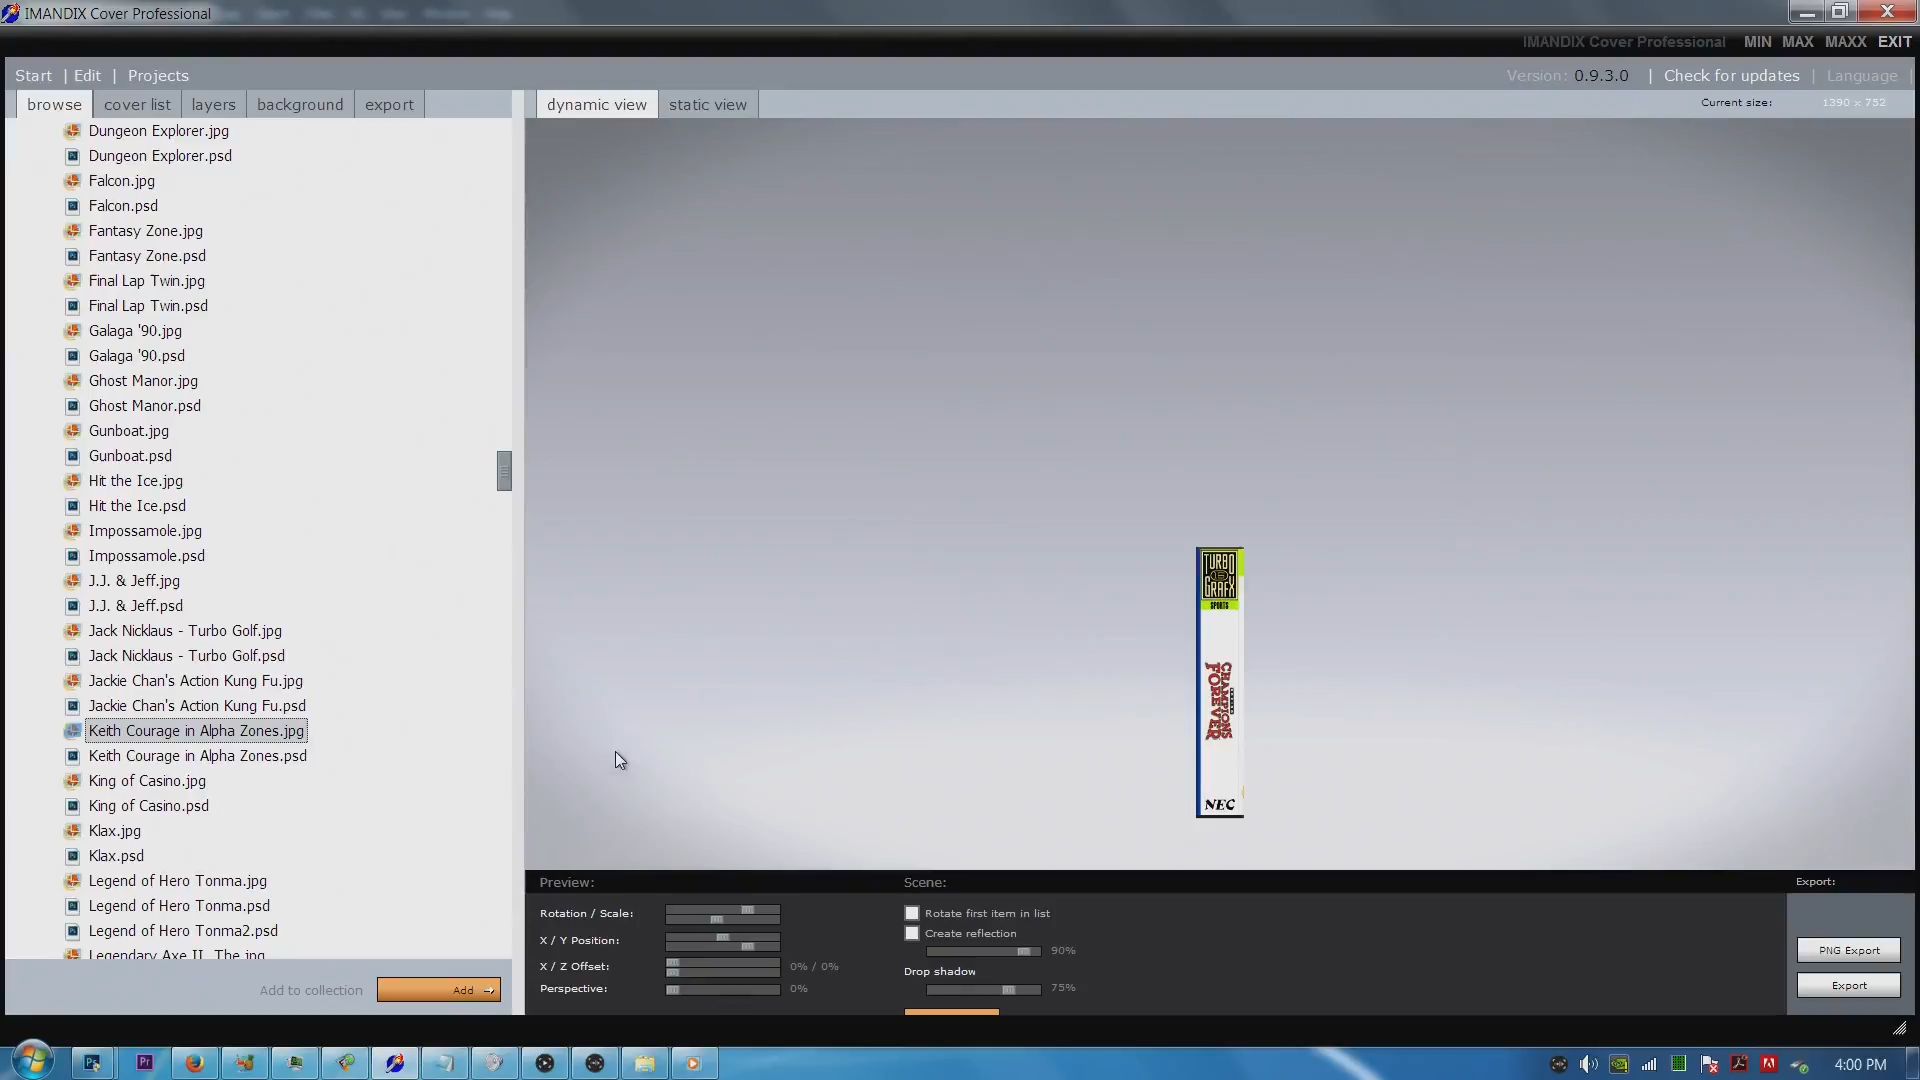 IMANDIX Cover Professional
IMANDIX Cover Professional MIN MAX MAXX EXIT
Start | Edit | Projects
Version: 0.9.3.0 | Check for updates | Language |
browse cover list layers background export
dynamic view static view
Current size: 1390 x 752
Dungeon Explorer.jpg
Dungeon Explorer.psd
Falcon.jpg
Falcon.psd
Fantasy Zone.jpg
Fantasy Zone.psd
Final Lap Twin.jpg
Final Lap Twin.psd
Galaga '90.jpg
Galaga '90.psd
Ghost Manor.jpg
Ghost Manor.psd
Gunboat.jpg
Gunboat.psd
Hit the Ice.jpg
Hit the Ice.psd
Impossamole.jpg
Impossamole.psd
J.J. & Jeff.jpg
J.J. & Jeff.psd
Jack Nicklaus - Turbo Golf.jpg
Jack Nicklaus - Turbo Golf.psd
Jackie Chan's Action Kung Fu.jpg
Jackie Chan's Action Kung Fu.psd
Keith Courage in Alpha Zones.jpg
Keith Courage in Alpha Zones.psd
King of Casino.jpg
King of Casino.psd
Klax.jpg
Klax.psd
Legend of Hero Tonma.jpg
Legend of Hero Tonma.psd
Legend of Hero Tonma2.psd
Legendary Axe II, The.jpg
Add to collection Add
TURBO
16
GRAFX
SPORTS
CHAMPIONS
FOREVER
NEC
Preview:
Rotation / Scale:
X / Y Position:
X / Z Offset: 0% / 0%
Perspective: 0%
Scene:
Rotate first item in list
Create reflection
90%
Drop shadow
75%
Export:
PNG Export
Export
Ps Pr
4:00 PM